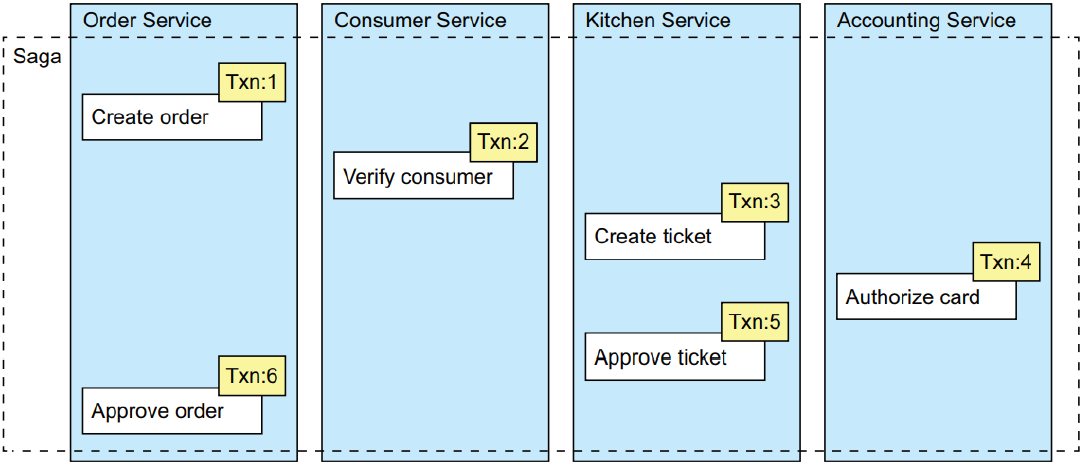 Order Service
Consumer Service
Kitchen Service
Accounting Service
Saga
Txn:1
Create order
Txn:2
Verify consumer
Txn:3
Create ticket
Txn:4
Authorize card
Txn:5
Approve ticket
Txn:6
Approve order